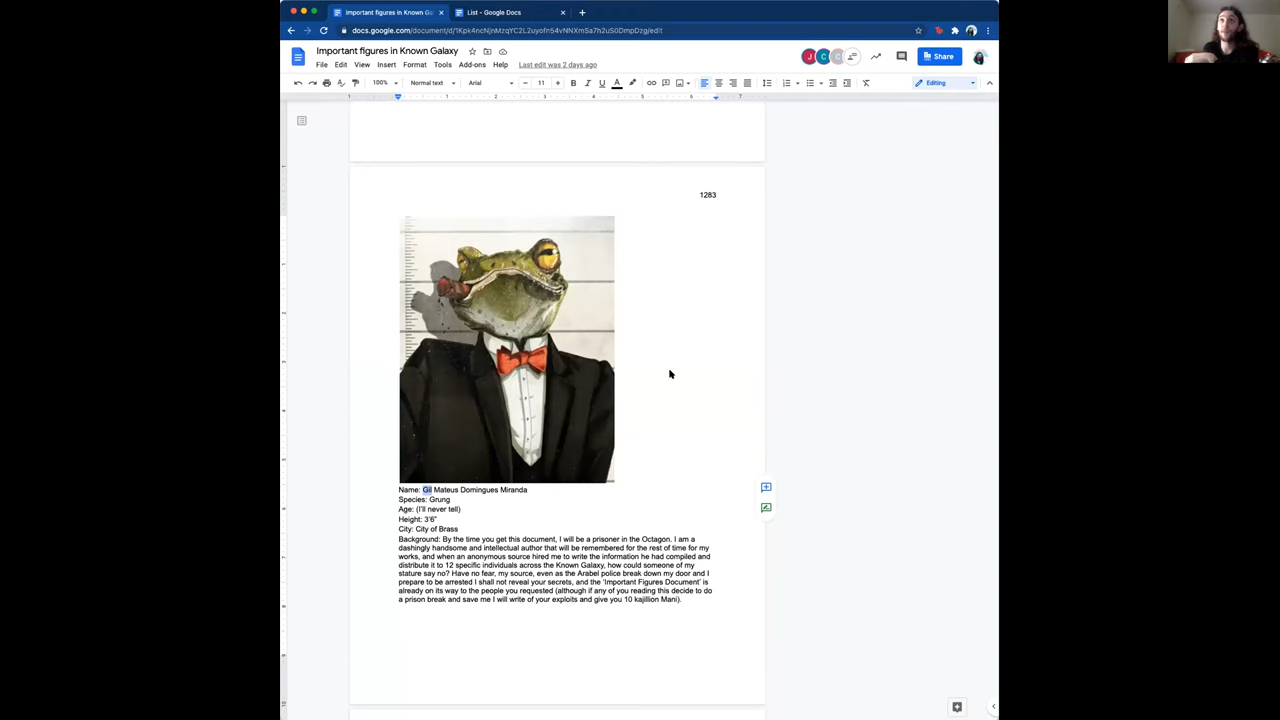 Important figures in Known Ga
List - Google Docs
docs.google.com/document/d/1Kpk4ncNjnMzqYC2L2uyofn54vNNXmSa7h2uS0DmpDzg/edit
Important figures in Known Galaxy
File Edit View Insert Format Tools Add-ons Help
Last edit was 2 days ago
J C C
Share
100% Normal text Arial 11
Editing
1 1 2 3 4 5 6 7
1283
Name: Gil Mateus Domingues Miranda
Species: Grung
Age: (I'll never tell)
Height: 3'6"
City: City of Brass
Background: By the time you get this document, I will be a prisoner in the Octagon. I am a
dashingly handsome and intellectual author that will be remembered for the rest of time for my
works, and when an anonymous source hired me to write the information he had compiled and
distribute it to 12 specific individuals across the Known Galaxy, how could someone of my
stature say no? Have no fear, my source, even as the Arabel police break down my door and I
prepare to be arrested I shall not reveal your secrets, and the 'Important Figures Document' is
already on its way to the people you requested (although if any of you reading this decide to do
a prison break and save me I will write of your exploits and give you 10 kajillion Mani).